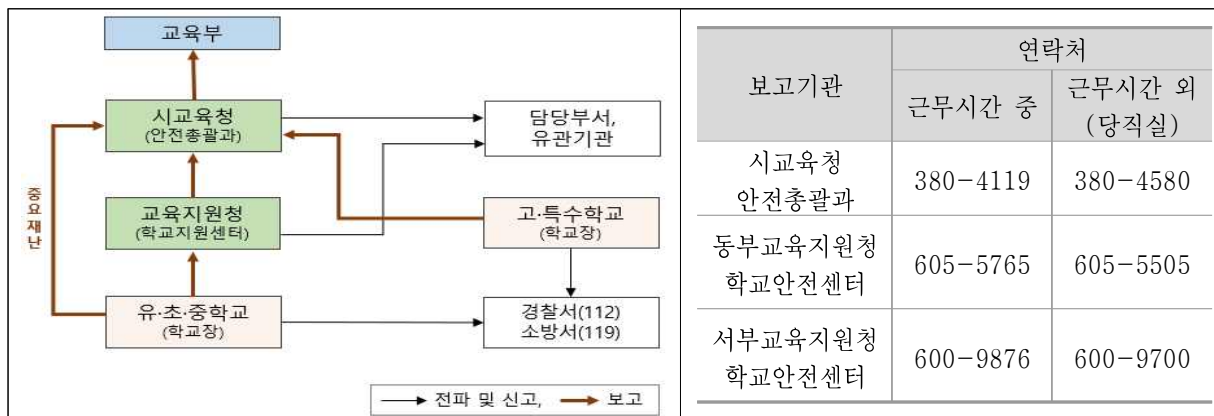 교육부
시교육청
(안전총괄과)
담당부서,
유관기관
중요재난
교육지원청
(학교지원센터)
고·특수학교
(학교장)
유·초·중학교
(학교장)
경찰서(112)
소방서(119)
전파 및 신고, 보고
보고기관
연락처
근무시간 중
근무시간 외
(당직실)
시교육청
안전총괄과
380-4119
380-4580
동부교육지원청
학교안전센터
605-5765
605-5505
서부교육지원청
학교안전센터
600-9876
600-9700